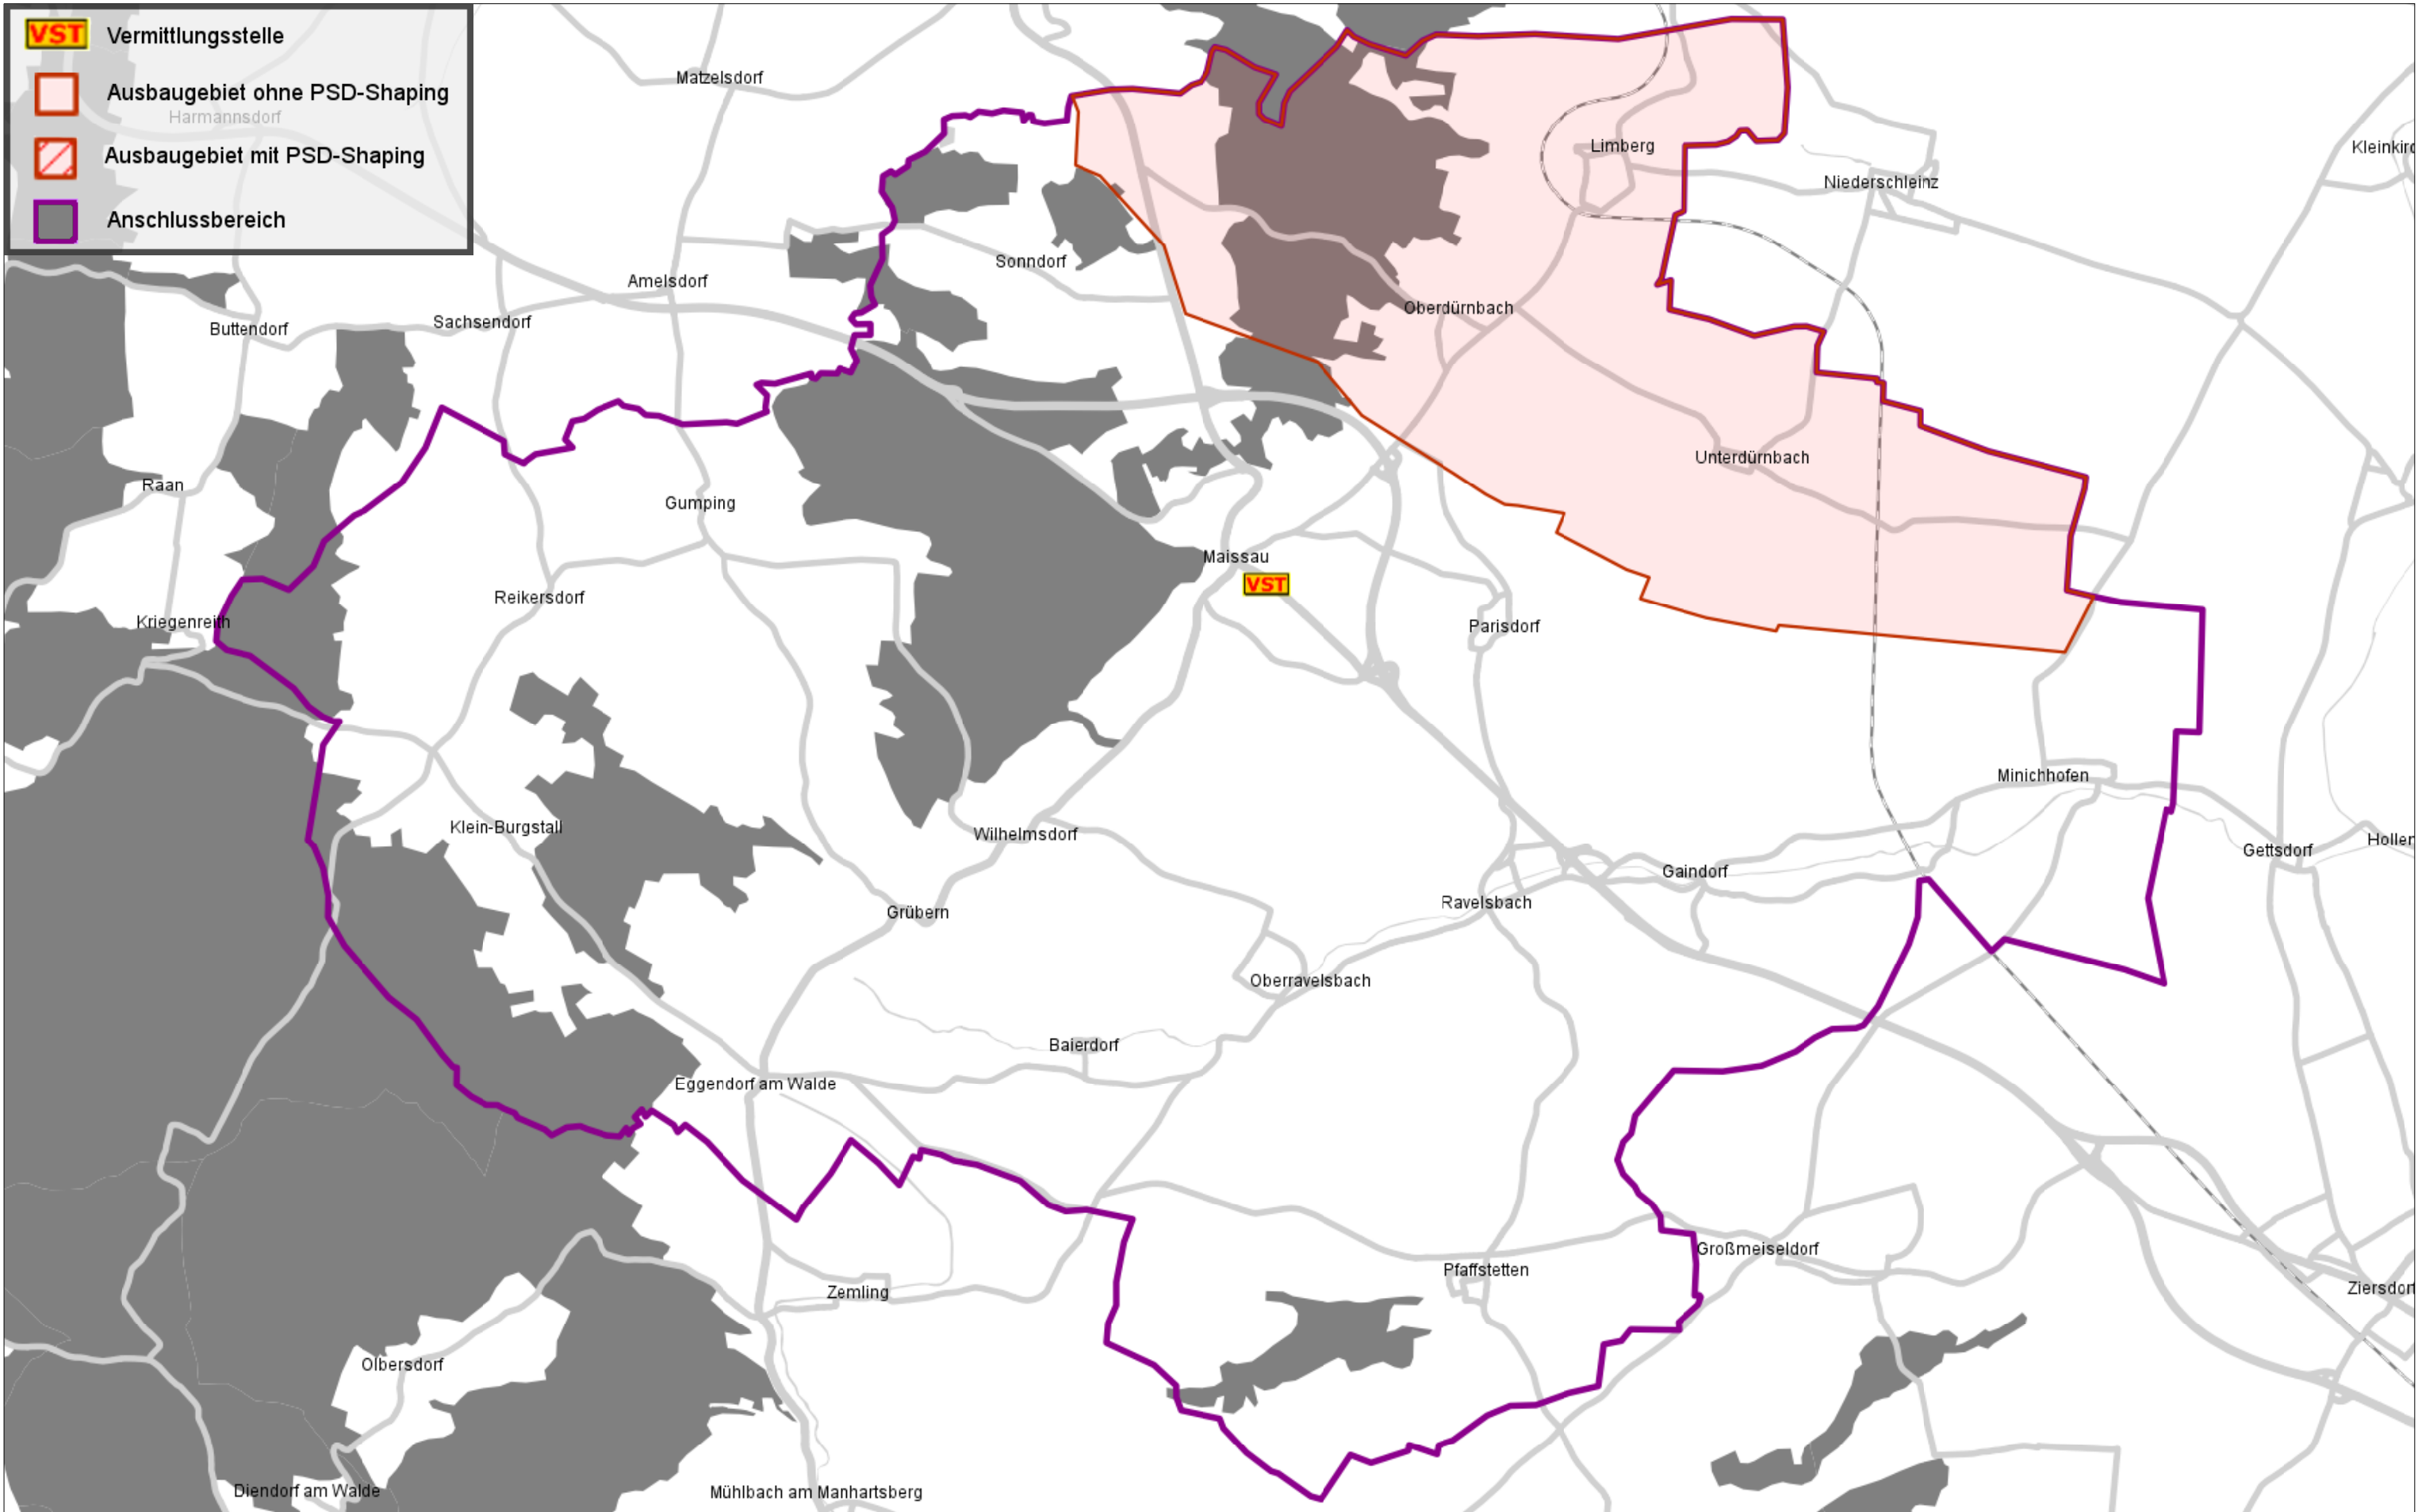 VST Vermittlungsstelle
Ausbaugebiet ohne PSD-Shaping
Harmannsdorf
Ausbaugebiet mit PSD-Shaping
Anschlussbereich
Matzelsdorf
Limberg
Kleinkirc
Niederschleinz
Sonndorf
Amelsdorf
Oberdürnbach
Sachsendorf
Buttendorf
Unterdürnbach
Raan
Gumping
Maissau
VST
Reikersdorf
Kriegenreith
Parisdorf
Minichhofen
Klein-Burgstall
Wilhelmsdorf
Hollen
Gettsdorf
Gaindorf
Ravelsbach
Grübern
Oberravelsbach
Baierdorf
Eggendorf am Walde
Großmeiseldorf
Pfaffstetten
Ziersdorf
Zemling
Olbersdorf
Diendorf am Walde
Mühlbach am Manhartsberg